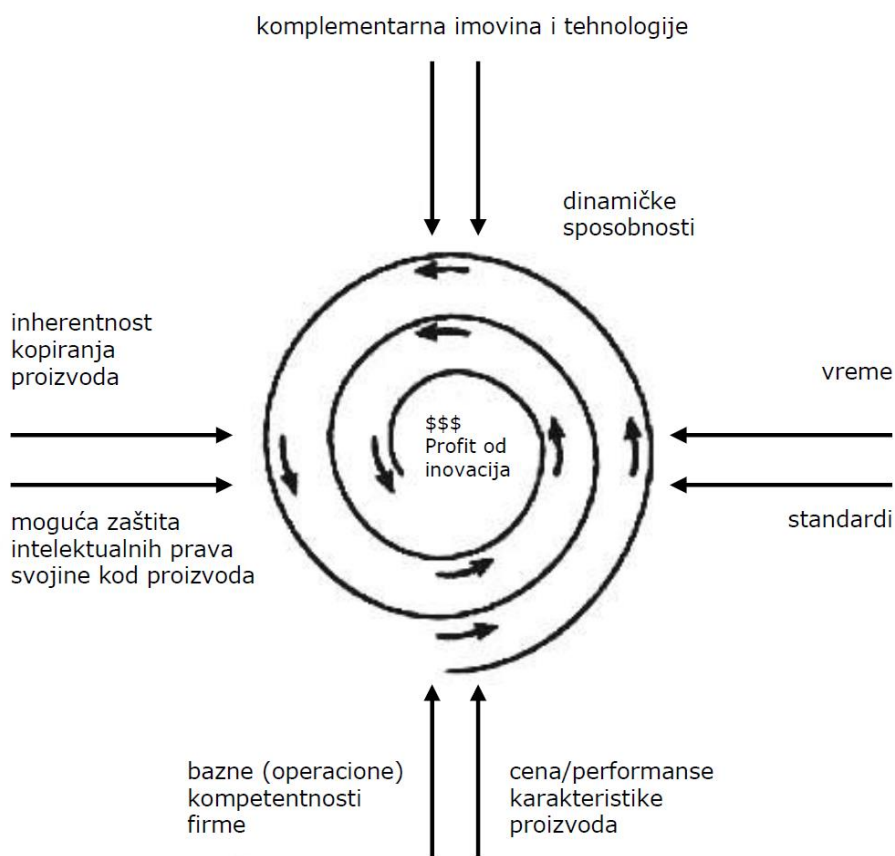 komplementarna imovina i tehnologije
dinamičke
sposobnosti
inherentnost
kopiranja
proizvoda
vreme
$$$
Profit od
inovacija
moguća zaštita
intelektualnih prava
svojine kod proizvoda
standardi
bazne (operacione)
kompetentnosti
firme
cena/performanse
karakteristike
proizvoda